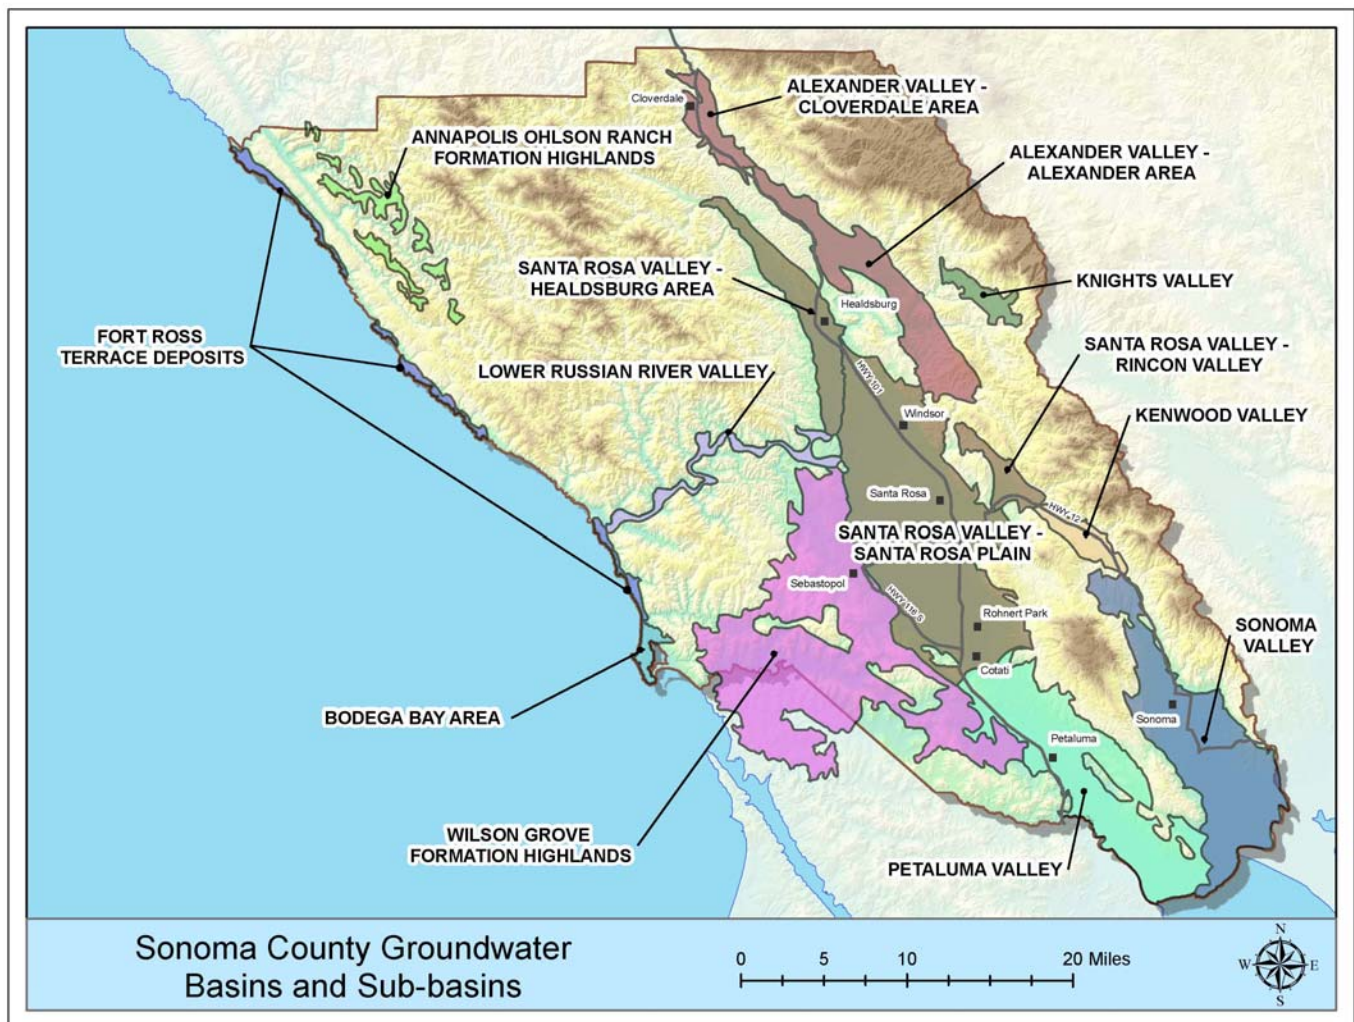 Cloverdale
ALEXANDER VALLEY -
CLOVERDALE AREA
ANNAPOLIS OHLSON RANCH
FORMATION HIGHLANDS
ALEXANDER VALLEY -
ALEXANDER AREA
SANTA ROSA VALLEY -
HEALDSBURG AREA
KNIGHTS VALLEY
Healdsburg
FORT ROSS
TERRACE DEPOSITS
SANTA ROSA VALLEY -
RINCON VALLEY
LOWER RUSSIAN RIVER VALLEY
HWY 101
KENWOOD VALLEY
Windsor
Santa Rosa
HWY 12
SANTA ROSA VALLEY -
SANTA ROSA PLAIN
Sebastopol
HWY 116 S
Rohnert Park
SONOMA
VALLEY
Cotati
BODEGA BAY AREA
Sonoma
Petaluma
WILSON GROVE
FORMATION HIGHLANDS
PETALUMA VALLEY
Sonoma County Groundwater
Basins and Sub-basins
0 5 10 20 Miles
N
W E
S